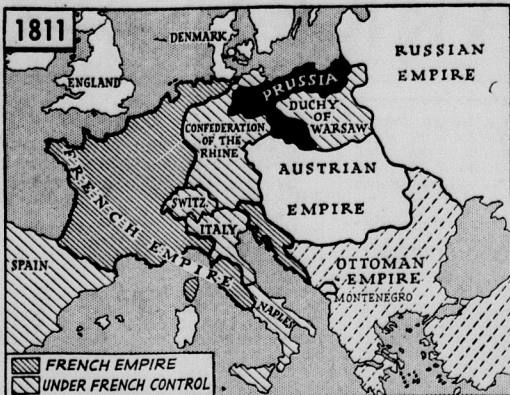 1811
DENMARK
ENGLAND
RUSSIAN
EMPIRE
PRUSSIA
DUCHY
OF
WARSAW
CONFEDERATION
OF THE
RHINE
AUSTRIAN
EMPIRE
FRENCH EMPIRE
SWITZ.
ITALY
SPAIN
OTTOMAN
EMPIRE
MONTENEGRO
NAPLES
FRENCH EMPIRE
UNDER FRENCH CONTROL